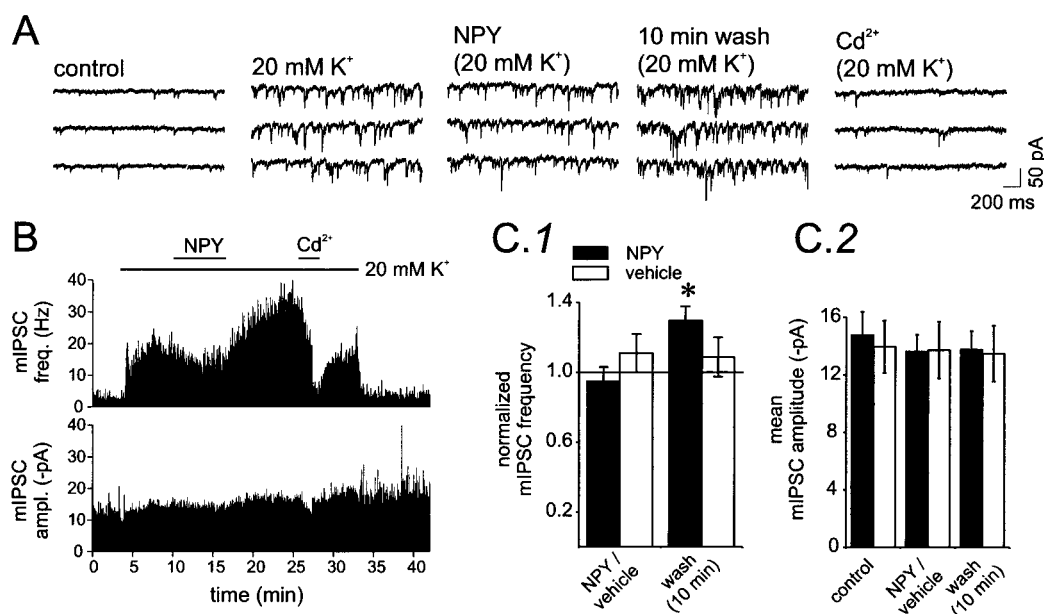 A
control
20 mM K⁺
NPY
(20 mM K⁺)
10 min wash
(20 mM K⁺)
Cd²⁺
(20 mM K⁺)
50 pA
200 ms
B
NPY
Cd²⁺
20 mM K⁺
mIPSC
freq. (Hz)
40
30
20
10
0
mIPSC
ampl. (-pA)
40
30
20
10
0
0 5 10 15 20 25 30 35 40
time (min)
C.1
NPY
vehicle
*
normalized
mIPSC frequency
1.4
1.0
0.6
0.2
NPY /
vehicle
wash
(10 min)
C.2
mean
mIPSC amplitude (-pA)
16
12
8
4
0
control
NPY /
vehicle
wash
(10 min)